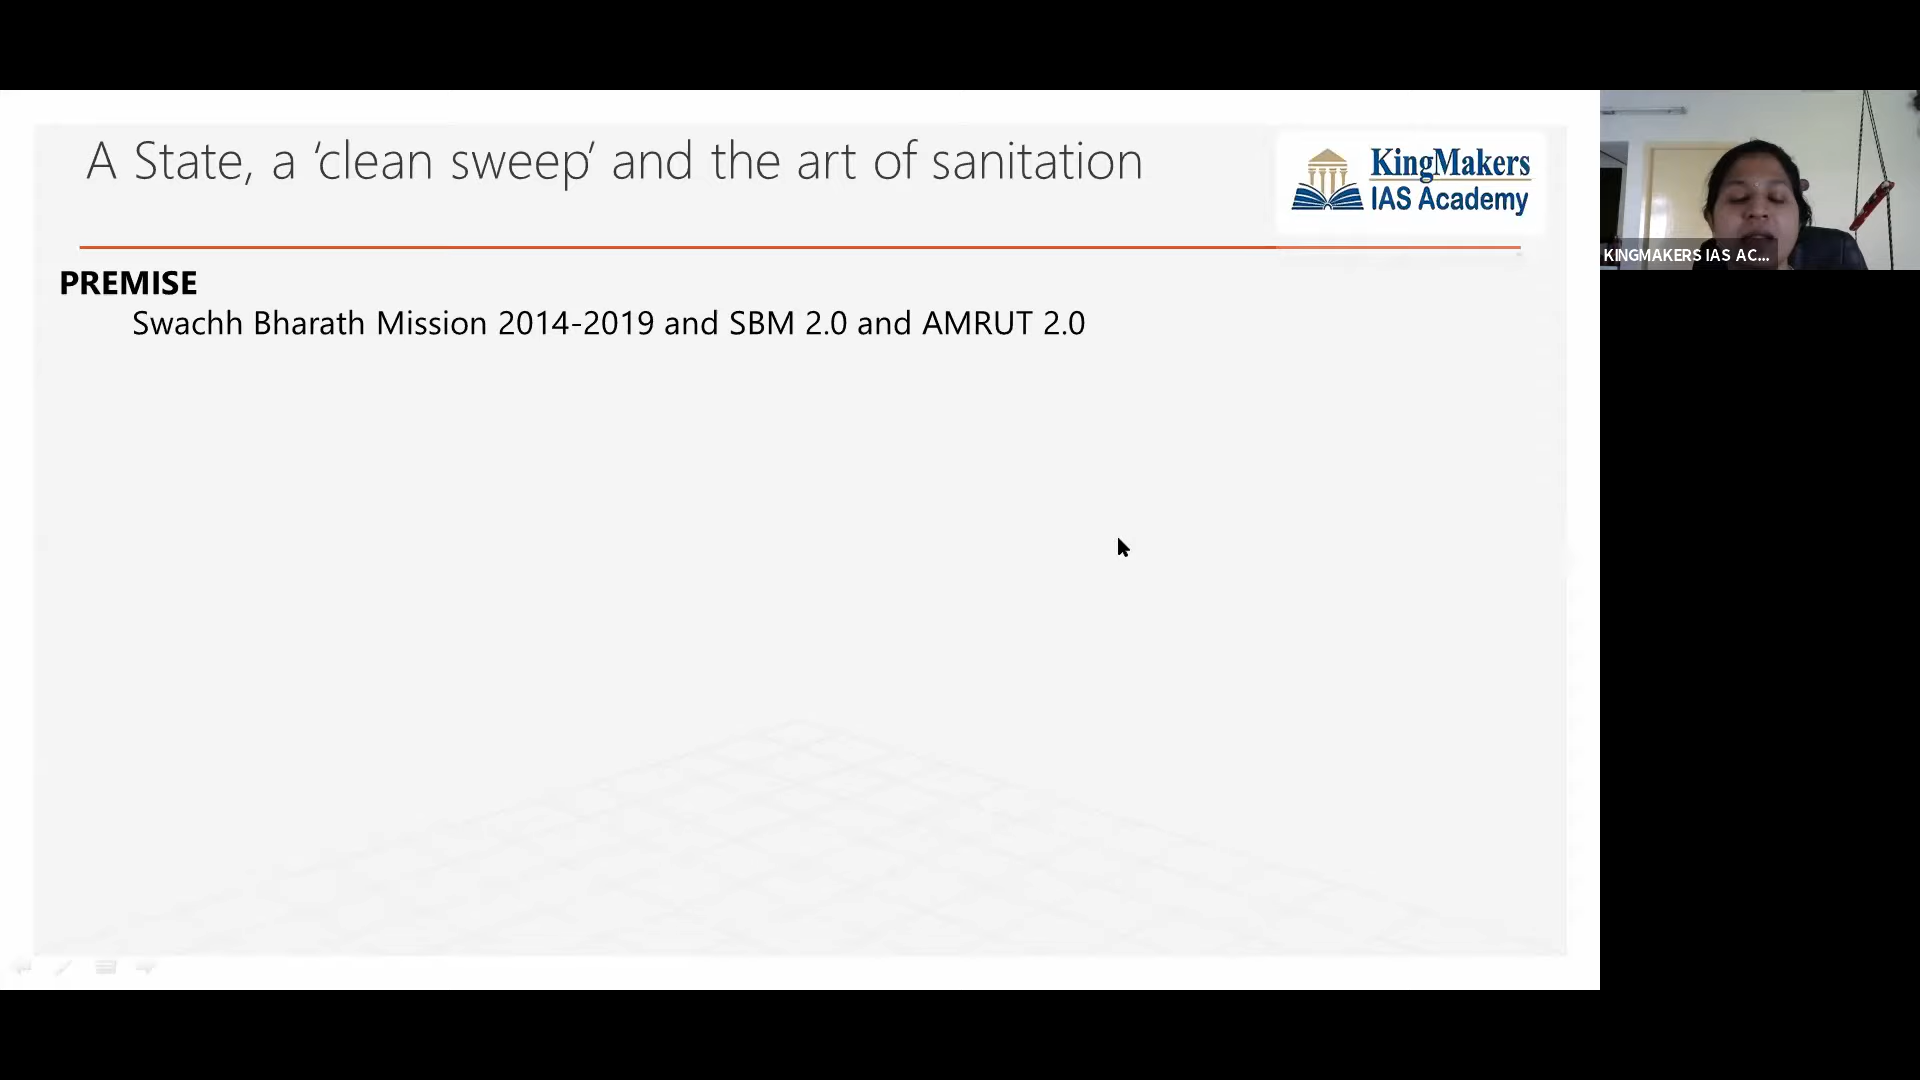 A State, a ‘clean sweep’ and the art of sanitation
KingMakers
IAS Academy
PREMISE
Swachh Bharath Mission 2014-2019 and SBM 2.0 and AMRUT 2.0
KINGMAKERS IAS AC...